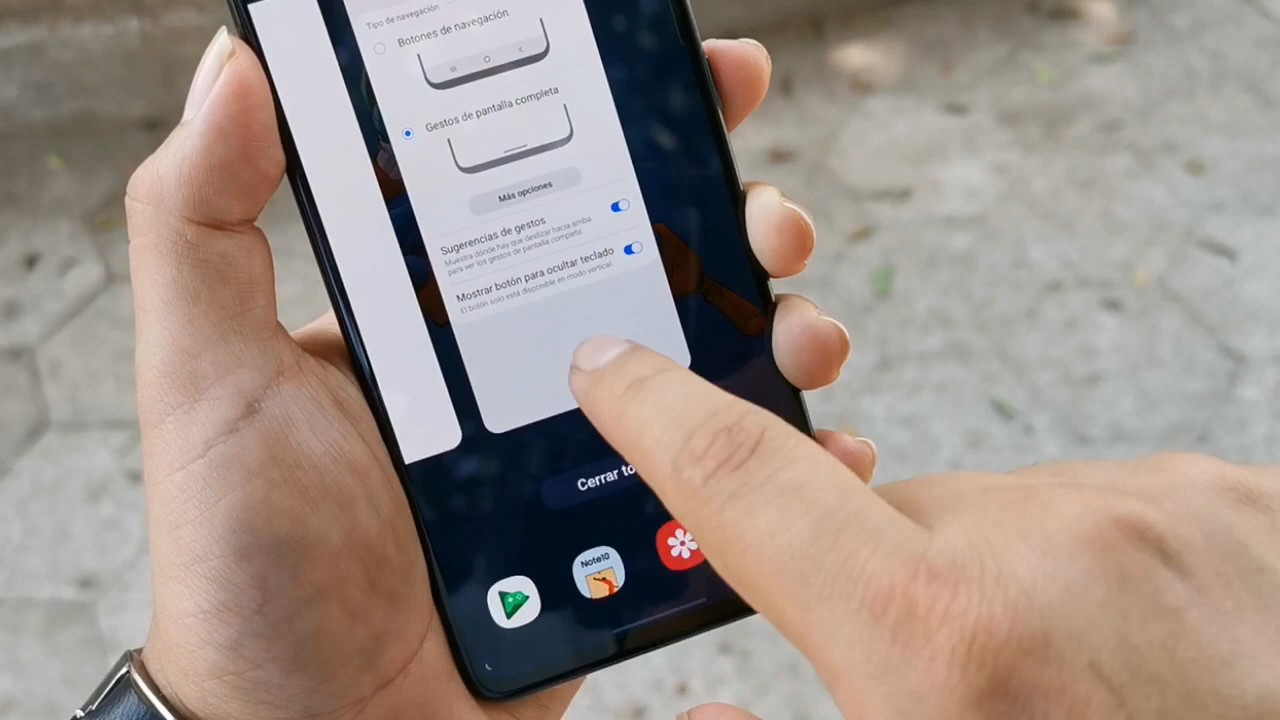 Tipo de navegación
Botones de navegación
Gestos de pantalla completa
Más opciones
Sugerencias de gestos
Muestra dónde hay que deslizar hacia arriba
para ver los gestos de pantalla completa.
Mostrar botón para ocultar teclado
El botón solo está disponible en modo vertical.
Cerrar to
Note10